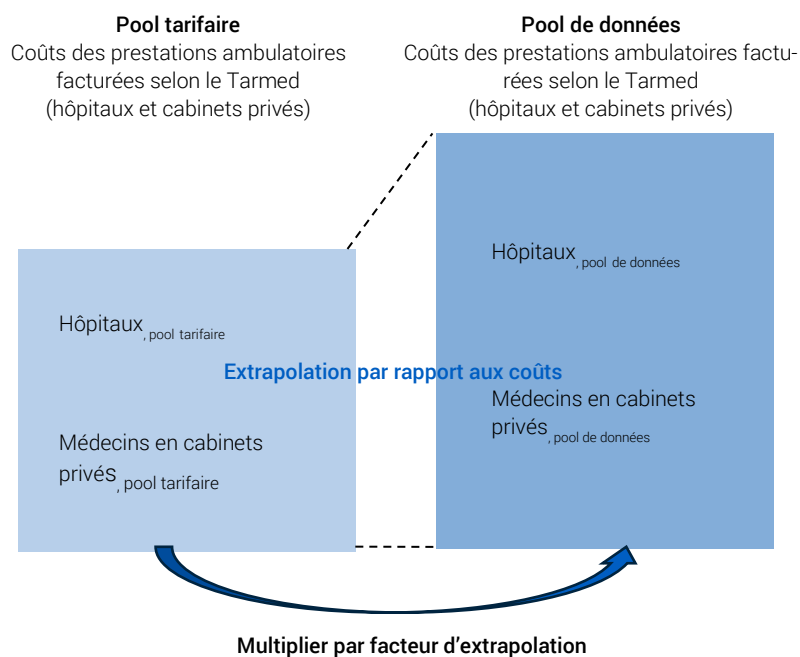 Pool tarifaire
Coûts des prestations ambulatoires
facturées selon le Tarmed
(hôpitaux et cabinets privés)
Pool de données
Coûts des prestations ambulatoires factu-
rées selon le Tarmed
(hôpitaux et cabinets privés)
Hôpitaux, pool tarifaire
Médecins en cabinets
privés, pool tarifaire
Hôpitaux, pool de données
Extrapolation par rapport aux coûts
Médecins en cabinets
privés, pool de données
Multiplier par facteur d’extrapolation